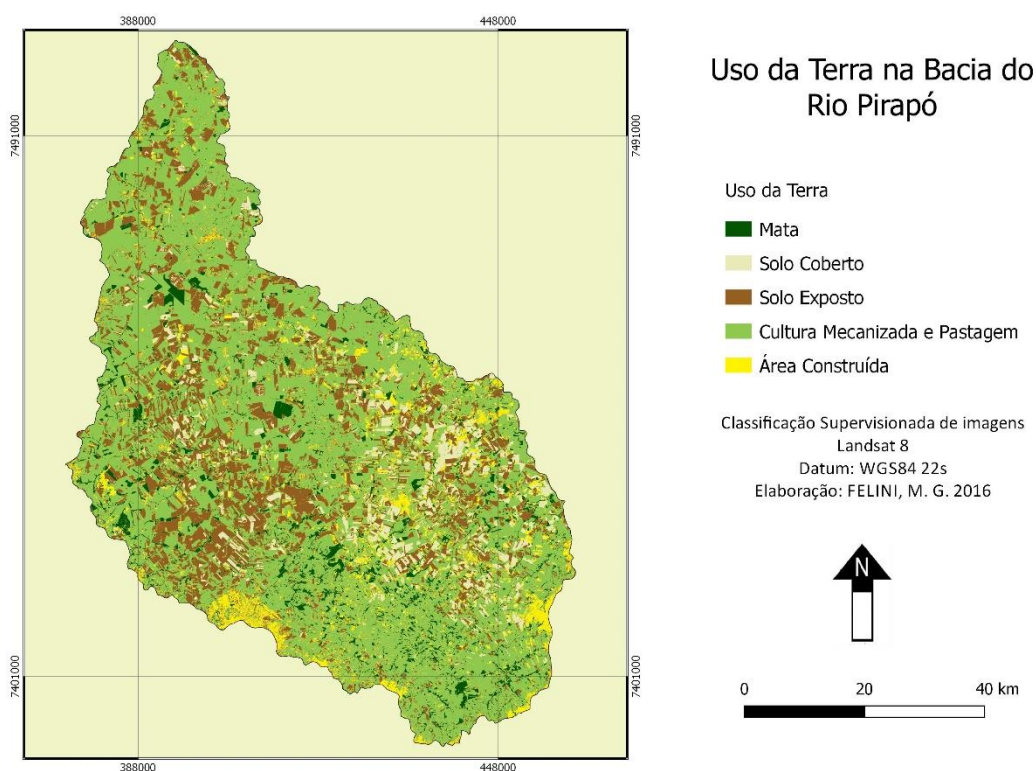 388000
448000
7491000
7491000
7401000
7401000
388000
448000
Uso da Terra na Bacia do
Rio Pirapó
Uso da Terra
Mata
Solo Coberto
Solo Exposto
Cultura Mecanizada e Pastagem
Área Construída
Classificação Supervisionada de imagens
Landsat 8
Datum: WGS84 22s
Elaboração: FELINI, M. G. 2016
N
0 20 40 km